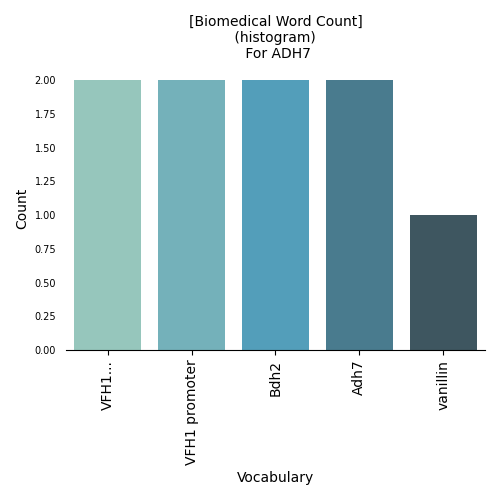 [Biomedical Word Count]
(histogram)
For ADH7
2.00
1.75
1.50
1.25
1.00
0.75
0.50
0.25
0.00
Count
VFH1...
VFH1 promoter
Bdh2
Adh7
vanillin
Vocabulary